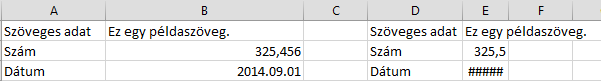 A B C D E F
Szöveges adat Ez egy példaszöveg. Szöveges adat Ez egy példaszöveg.
Szám 325,456 Szám 325,5
Dátum 2014.09.01 Dátum #####